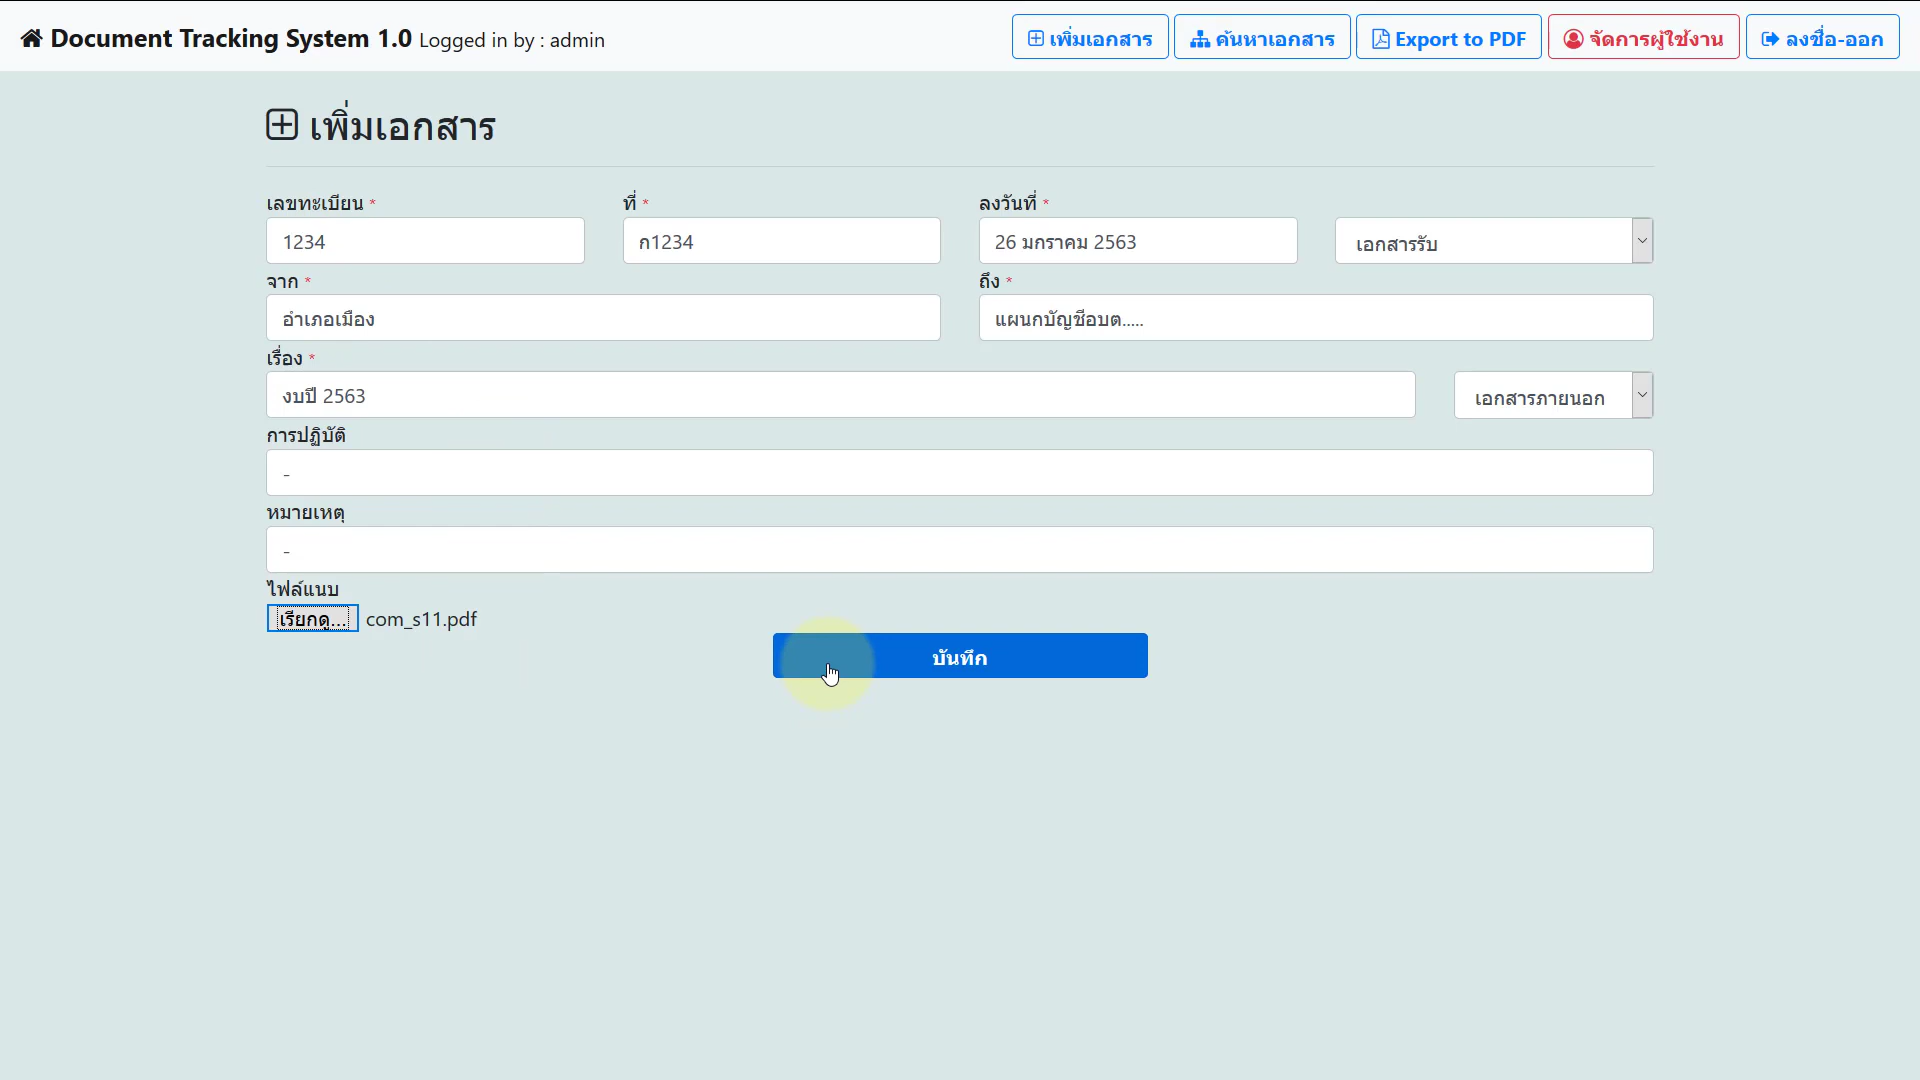 Document Tracking System 1.0 Logged in by : admin
เพิ่มเอกสาร
ค้นหาเอกสาร
Export to PDF
จัดการผู้ใช้งาน
ลงชื่อ-ออก
เพิ่มเอกสาร
เลขทะเบียน * ที่ * ลงวันที่ *
1234 ก1234 26 มกราคม 2563 เอกสารรับ
จาก * ถึง *
อำเภอเมือง แผนกบัญชีอบต.....
เรื่อง *
งบปี 2563 เอกสารภายนอก
การปฏิบัติ
-
หมายเหตุ
-
ไฟล์แนบ
เรียกดู... com_s11.pdf
บันทึก